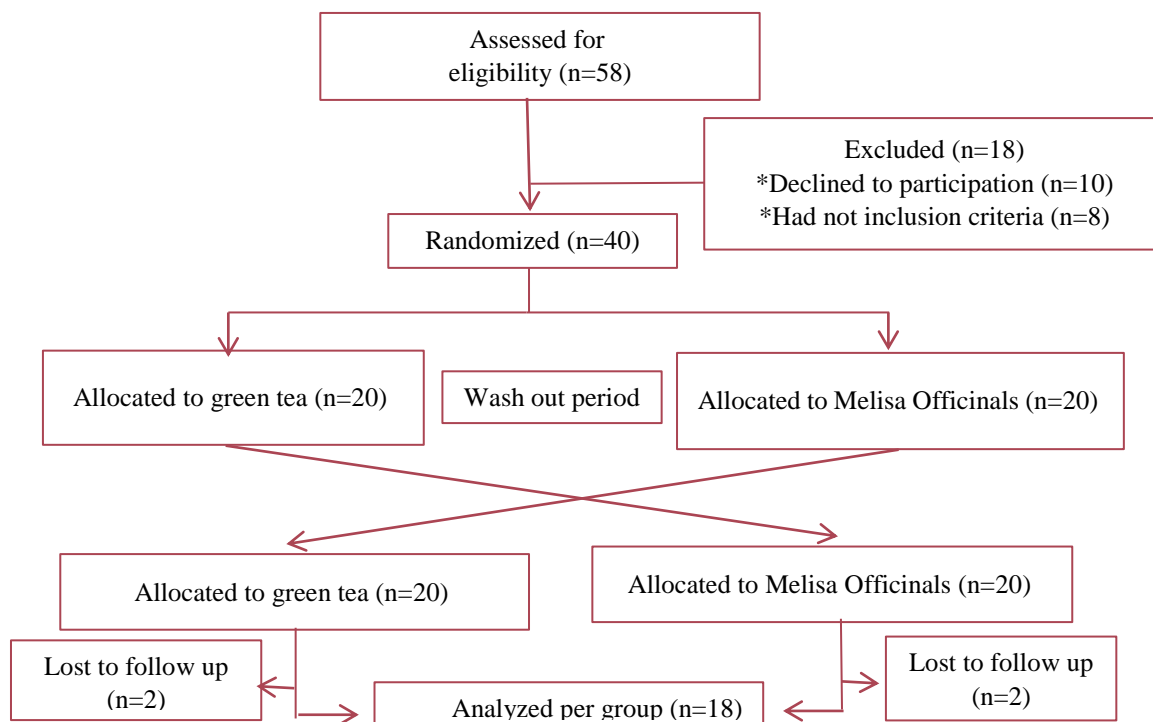 Assessed for
eligibility (n=58)
Excluded (n=18)
*Declined to participation (n=10)
*Had not inclusion criteria (n=8)
Randomized (n=40)
Allocated to green tea (n=20)
Wash out period
Allocated to Melisa Officinals (n=20)
Allocated to green tea (n=20)
Allocated to Melisa Officinals (n=20)
Lost to follow up
(n=2)
Lost to follow up
(n=2)
Analyzed per group (n=18)